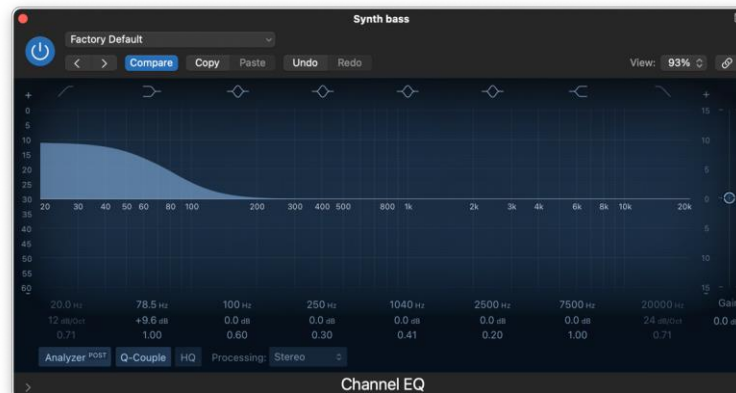 Synth bass
Factory Default
Compare Copy Paste Undo Redo View: 93%
+ +
0 15
5 10
10
15 5
20
25
30 0
20 30 40 50 60 80 100 200 300 400 500 800 1k 2k 3k 4k 6k 8k 10k 20k
35 5
40
45
50 10
55
60 15
- -
20.0 Hz 78.5 Hz 100 Hz 250 Hz 1040 Hz 2500 Hz 7500 Hz 20000 Hz Gain
12 dB/Oct +9.6 dB 0.0 dB 0.0 dB 0.0 dB 0.0 dB 0.0 dB 24 dB/Oct 0.0 dB
0.71 1.00 0.60 0.30 0.41 0.20 1.00 0.71
Analyzer POST Q-Couple HQ Processing: Stereo
Channel EQ